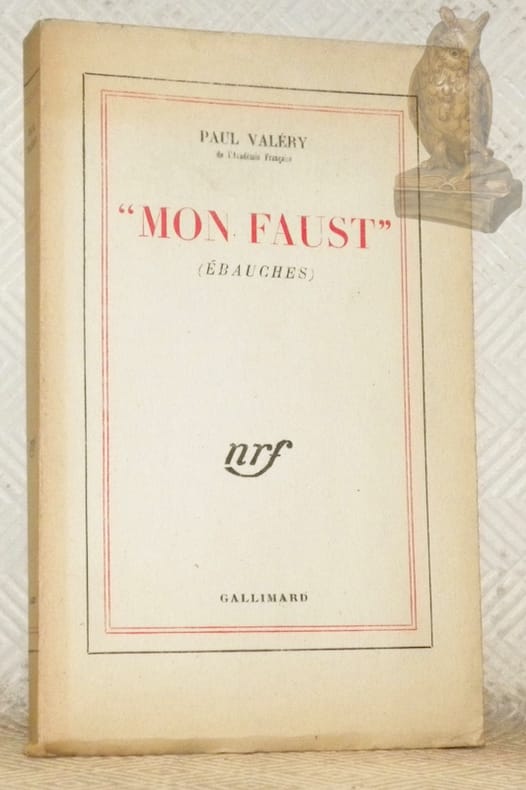 PAUL VALÉRY
de l'Académie Française
“MON FAUST”
(ÉBAUCHES)
nrf
GALLIMARD